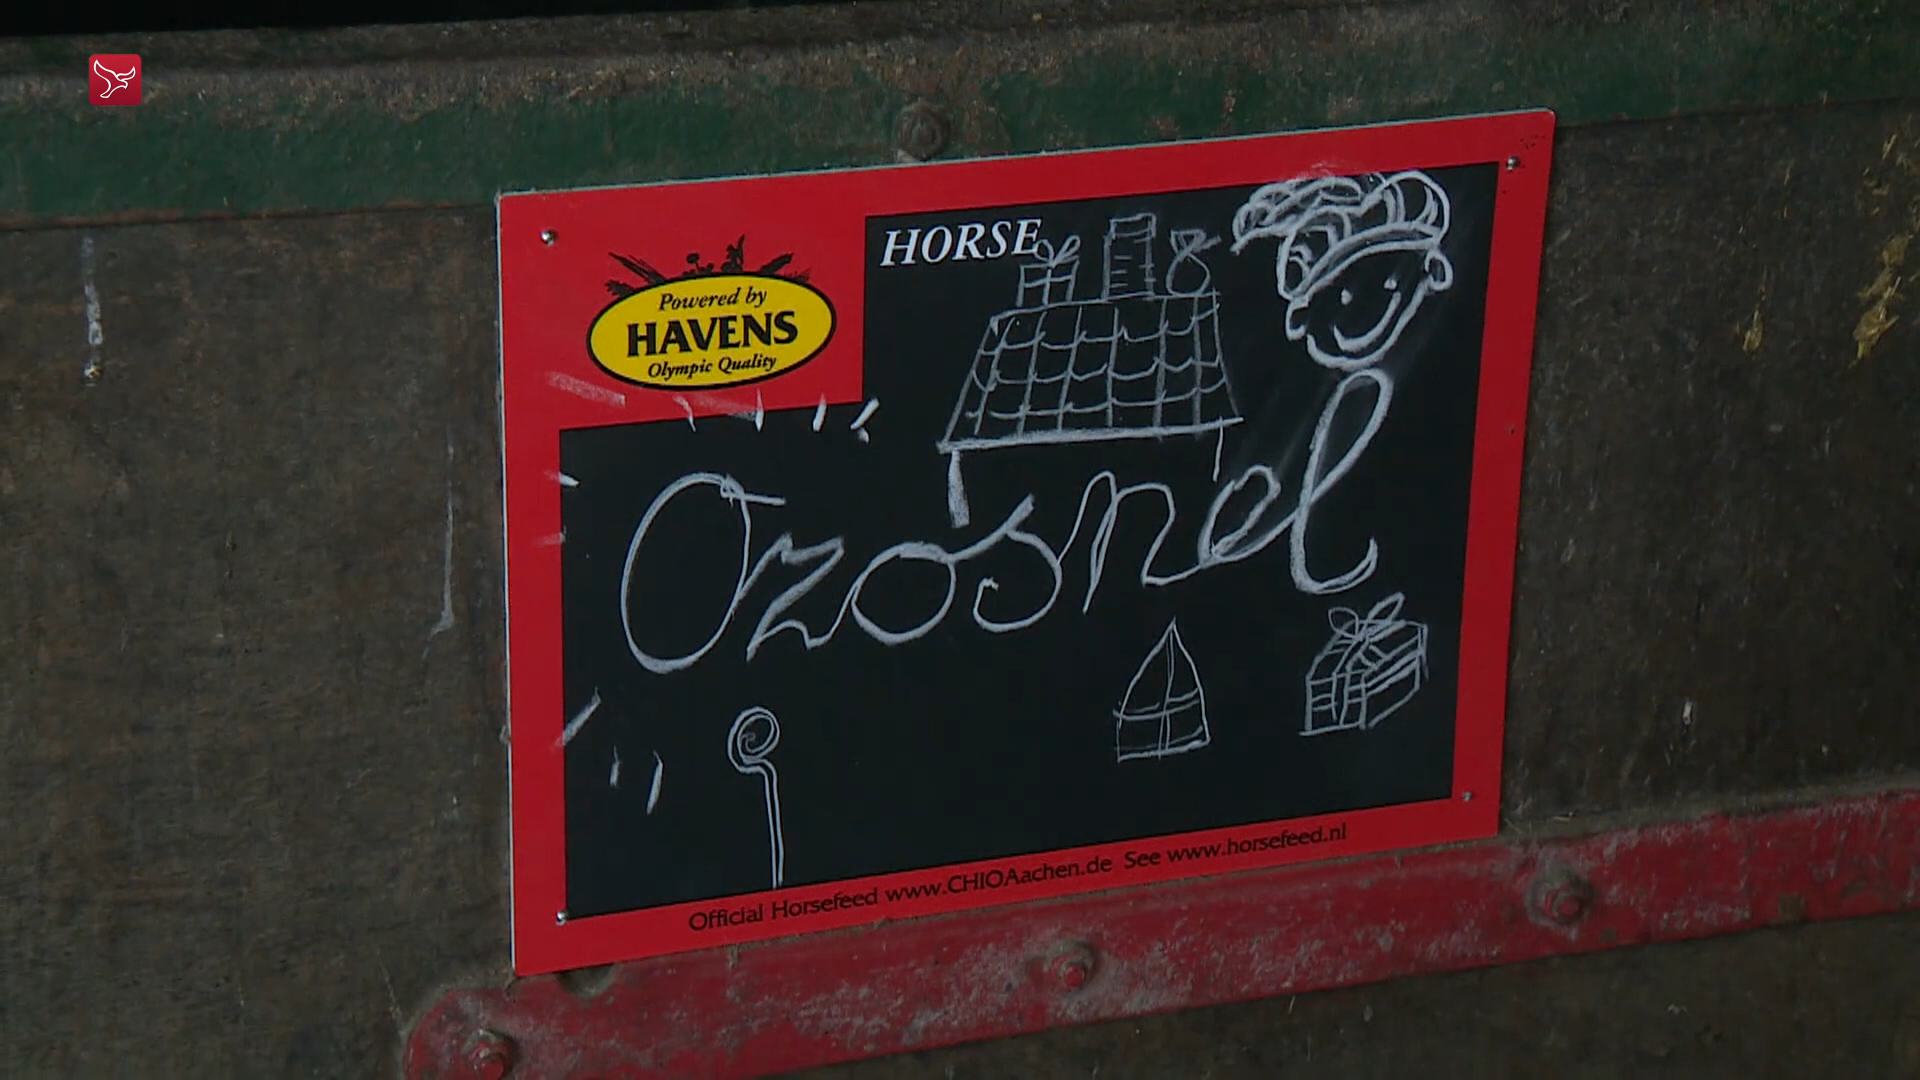 Powered by
HAVENS
Olympic Quality
HORSE
Ozosnel
Official Horsefeed www.CHIOAachen.de See www.horsefeed.nl